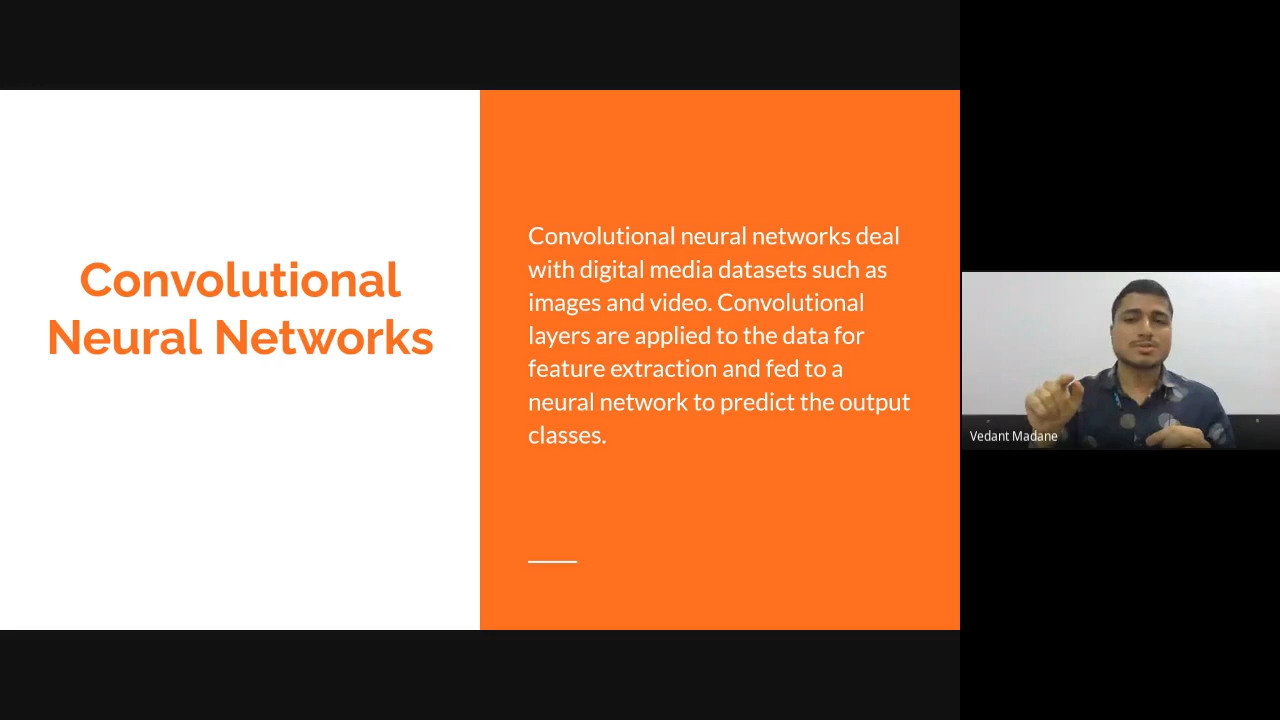 Convolutional
Neural Networks
Convolutional neural networks deal
with digital media datasets such as
images and video. Convolutional
layers are applied to the data for
feature extraction and fed to a
neural network to predict the output
classes.
Vedant Madane